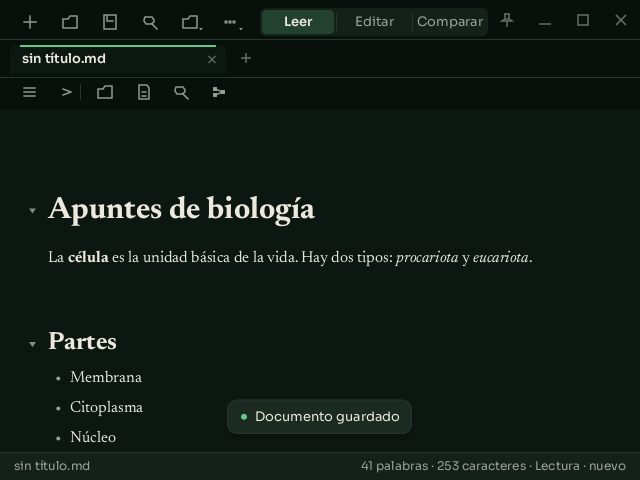 Leer Editar Comparar
sin título.md
Apuntes de biología
La célula es la unidad básica de la vida. Hay dos tipos: procariota y eucariota.
Partes
• Membrana
• Citoplasma
• Núcleo
Documento guardado
sin título.md 41 palabras · 253 caracteres · Lectura · nuevo